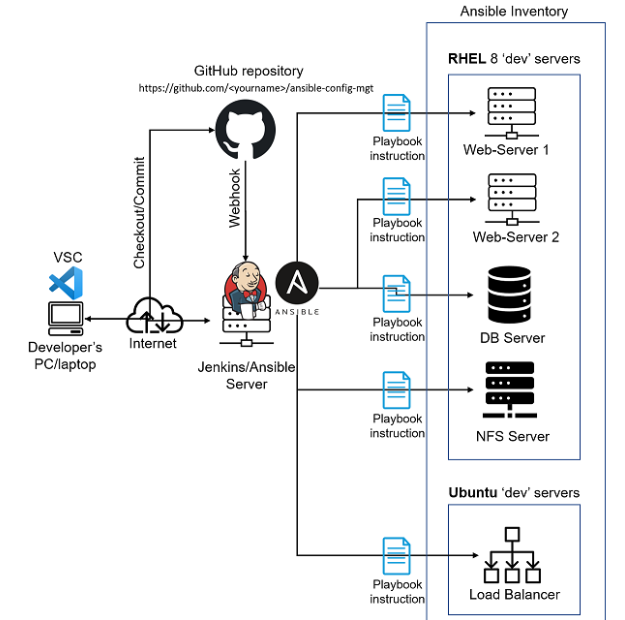 Ansible Inventory
RHEL 8 'dev' servers
GitHub repository
https://github.com/<yourname>/ansible-config-mgt
Playbook
instruction
Web-Server 1
Checkout/Commit
Webhook
Playbook
instruction
Web-Server 2
VSC
ANSIBLE
Playbook
instruction
DB Server
Developer's
PC/laptop
Internet
Jenkins/Ansible
Server
Playbook
instruction
NFS Server
Ubuntu 'dev' servers
Playbook
instruction
Load Balancer